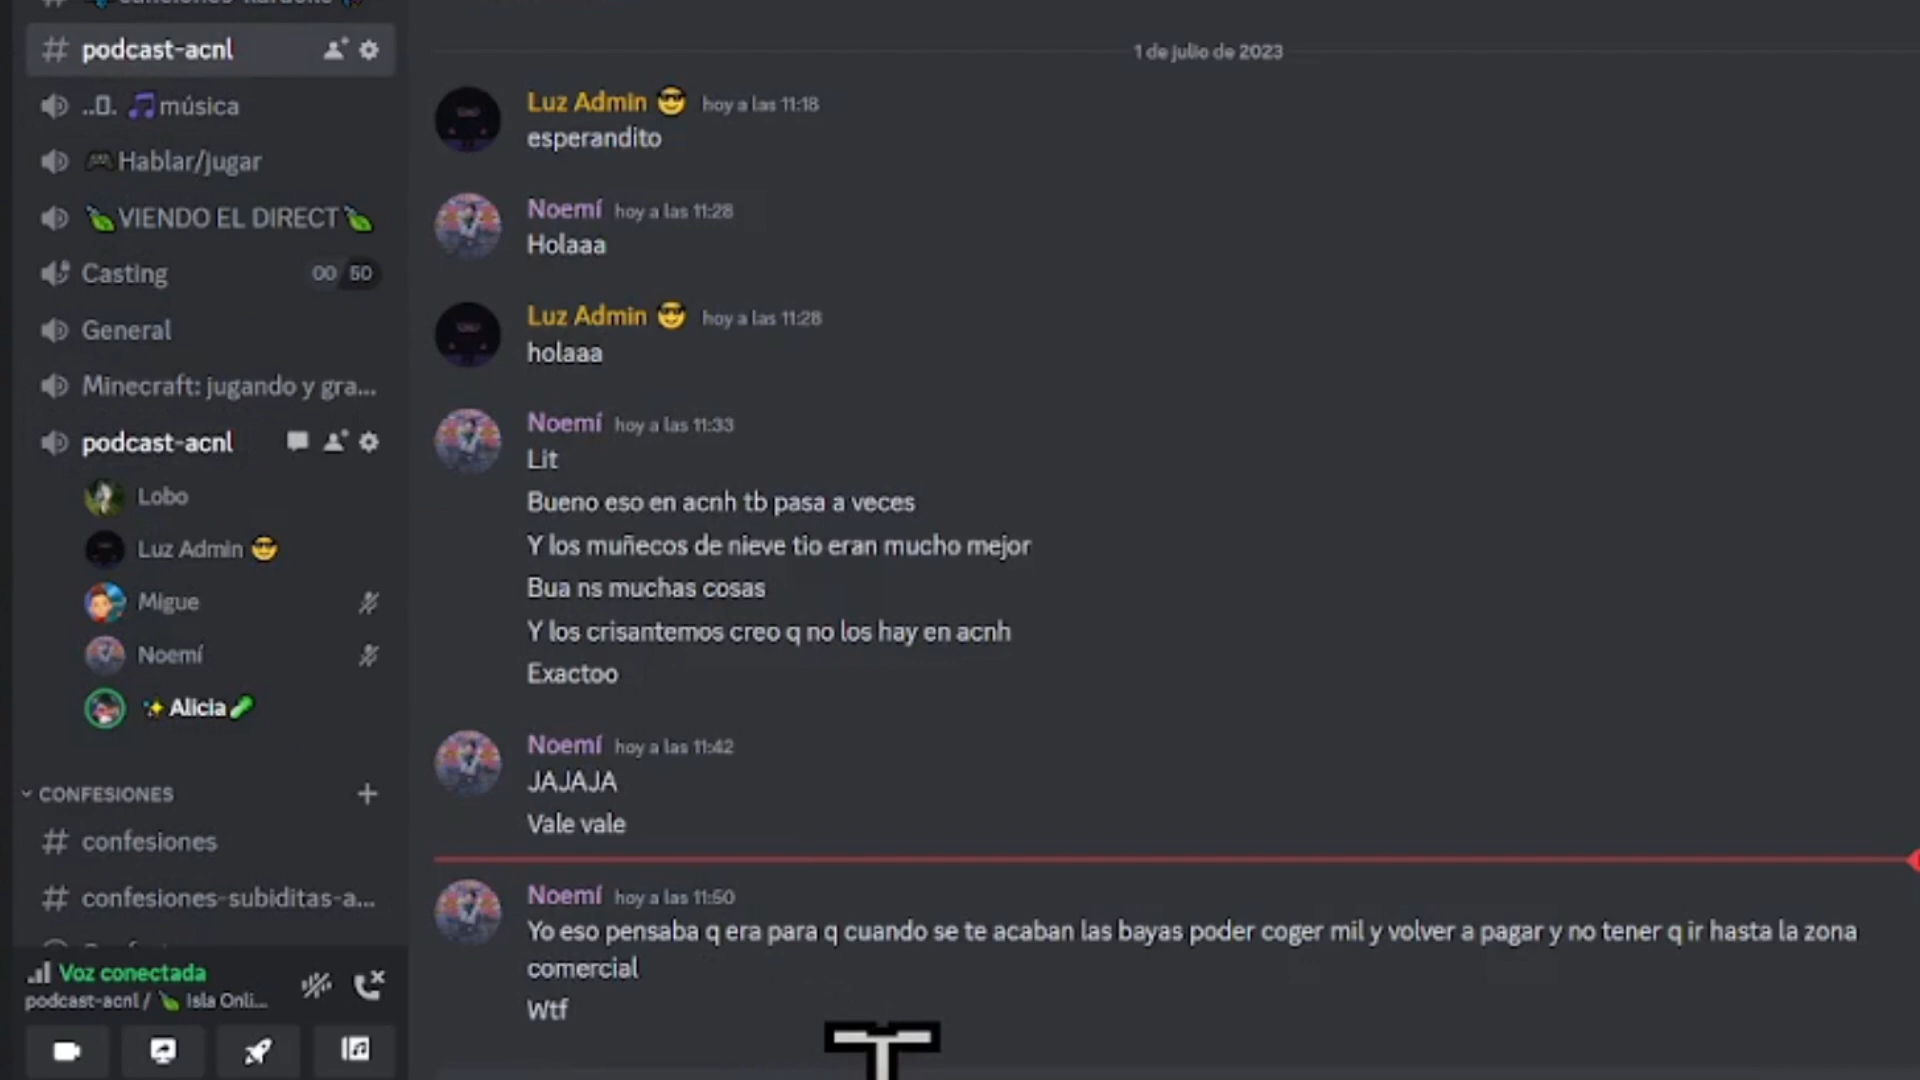 podcast-acnl
..0. 🎵música
🎮Hablar/jugar
VIENDO EL DIRECT
Casting 00 50
General
Minecraft: jugando y gra...
podcast-acnl
Lobo
Luz Admin 😎
Migue
Noemí
✨Alicia
CONFESIONES
confesiones
confesiones-subiditas-a...
Voz conectada
podcast-acnl / Isla Onli...
1 de julio de 2023
Luz Admin 😎 hoy a las 11:18
esperandito
Noemí hoy a las 11:28
Holaaa
Luz Admin 😎 hoy a las 11:28
holaaa
Noemí hoy a las 11:33
Lit
Bueno eso en acnh tb pasa a veces
Y los muñecos de nieve tio eran mucho mejor
Bua ns muchas cosas
Y los crisantemos creo q no los hay en acnh
Exactoo
Noemí hoy a las 11:42
JAJAJA
Vale vale
Noemí hoy a las 11:50
Yo eso pensaba q era para q cuando se te acaban las bayas poder coger mil y volver a pagar y no tener q ir hasta la zona
comercial
Wtf